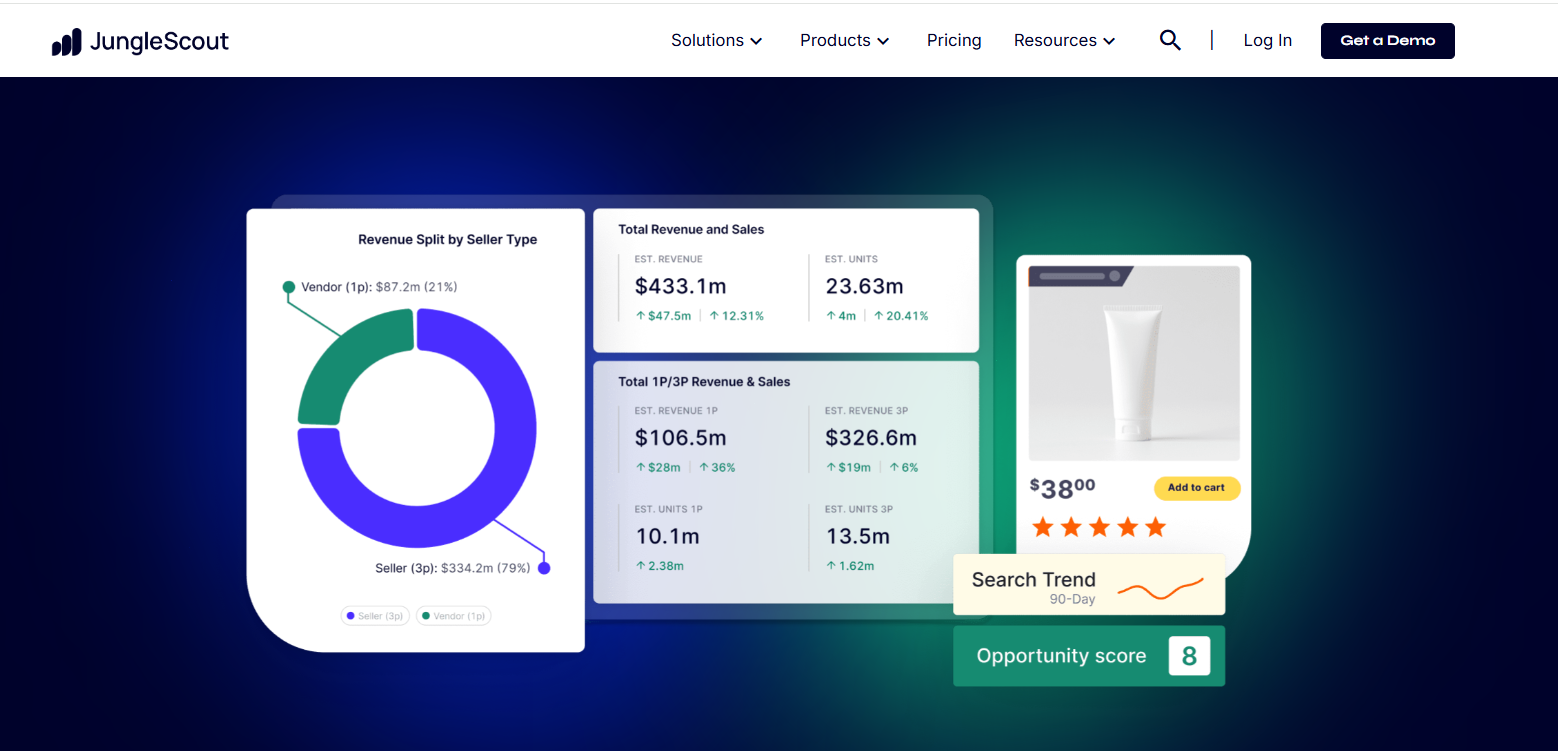 JungleScout
Solutions
Products
Pricing
Resources
Log In
Get a Demo
Revenue Split by Seller Type
Vendor (1p): $87.2m (21%)
Seller (3p): $334.2m (79%)
Seller (3p)
Vendor (1p)
Total Revenue and Sales
EST. REVENUE
$433.1m
↑ $47.5m | ↑ 12.31%
EST. UNITS
23.63m
↑ 4m | ↑ 20.41%
Total 1P/3P Revenue & Sales
EST. REVENUE 1P
$106.5m
↑ $28m | ↑ 36%
EST. REVENUE 3P
$326.6m
↑ $19m | ↑ 6%
EST. UNITS 1P
10.1m
↑ 2.38m
EST. UNITS 3P
13.5m
↑ 1.62m
$3800
Add to cart
Search Trend
90-Day
Opportunity score
8